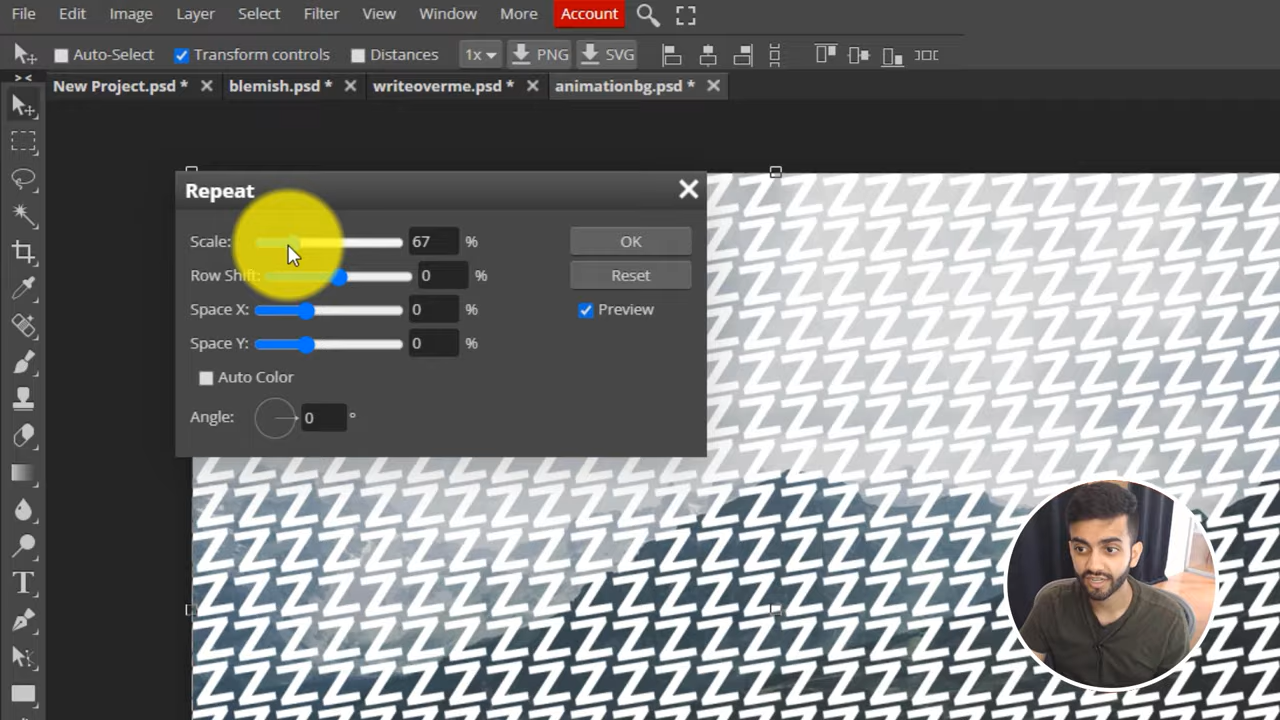 File Edit Image Layer Select Filter View Window More Account
Auto-Select Transform controls Distances 1x PNG SVG
New Project.psd * blemish.psd * writeoverme.psd * animationbg.psd *
Repeat
Scale: 67 % OK
Row Shift: 0 % Reset
Space X: 0 % Preview
Space Y: 0 %
Auto Color
Angle: 0 °